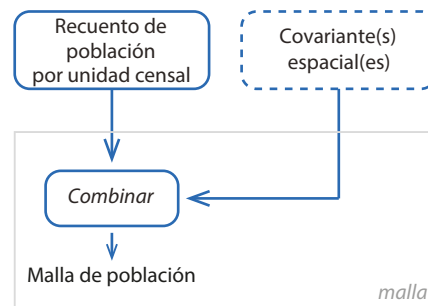 Recuento de
población
por unidad censal
Covariante(s)
espacial(es)
Combinar
Malla de población
malla